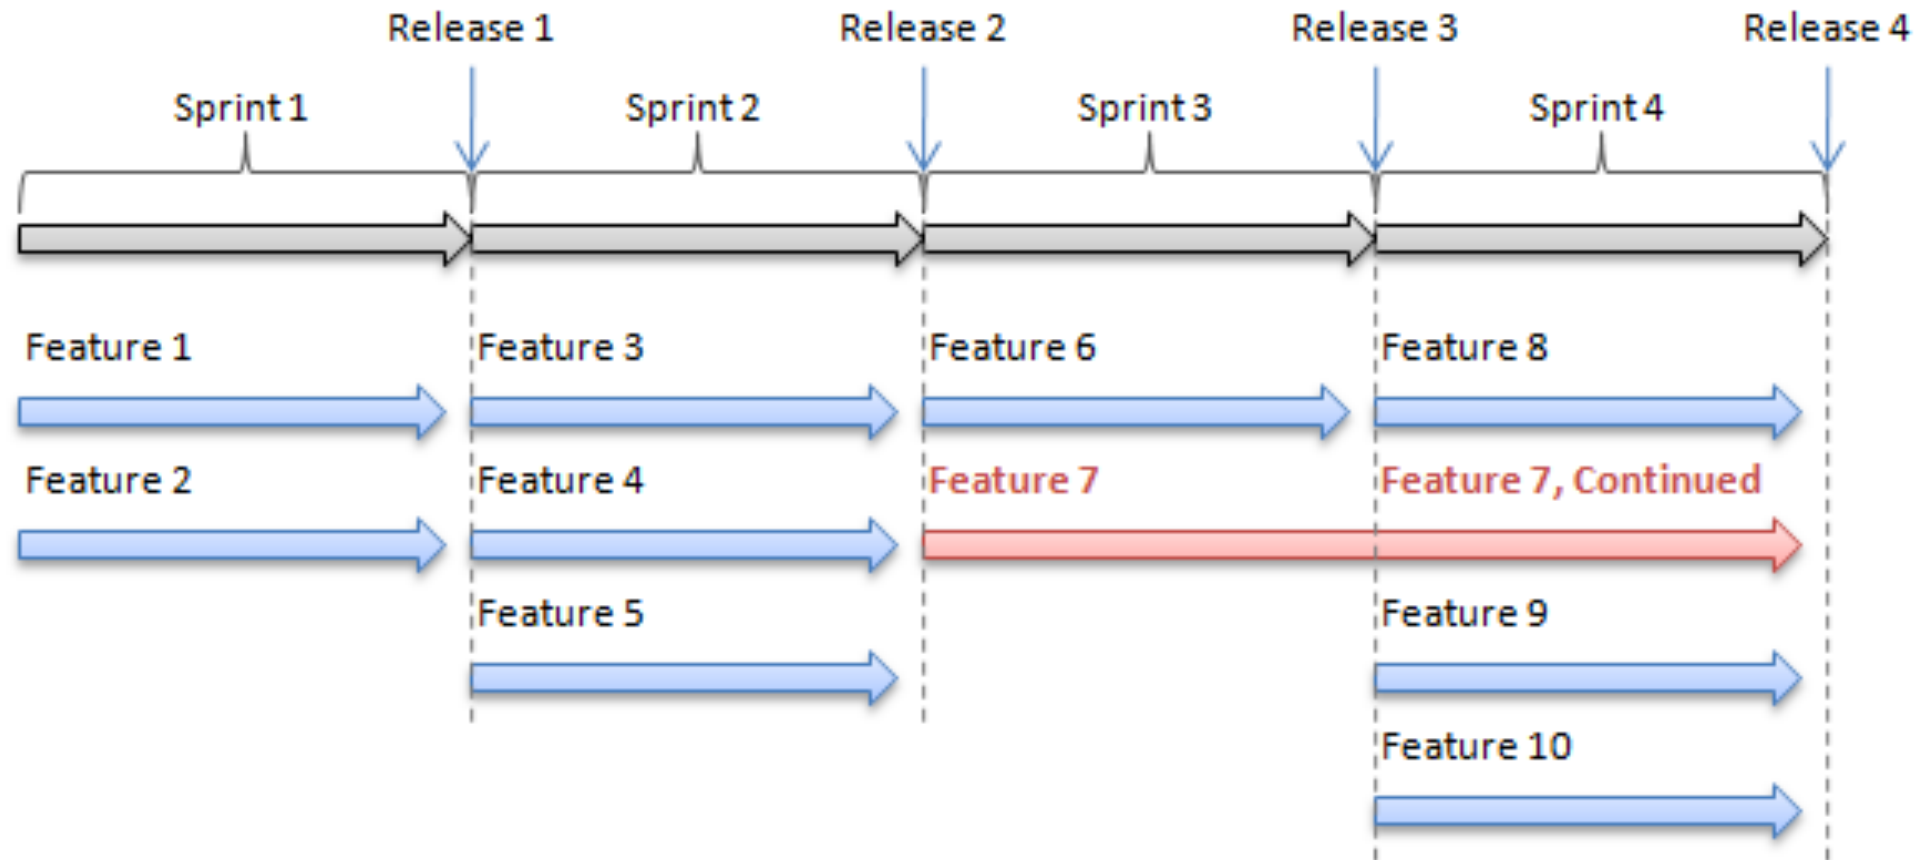 Release 1
Release 2
Release 3
Release 4
Sprint 1
Sprint 2
Sprint 3
Sprint 4
Feature 1
Feature 3
Feature 6
Feature 8
Feature 2
Feature 4
Feature 7
Feature 7, Continued
Feature 5
Feature 9
Feature 10